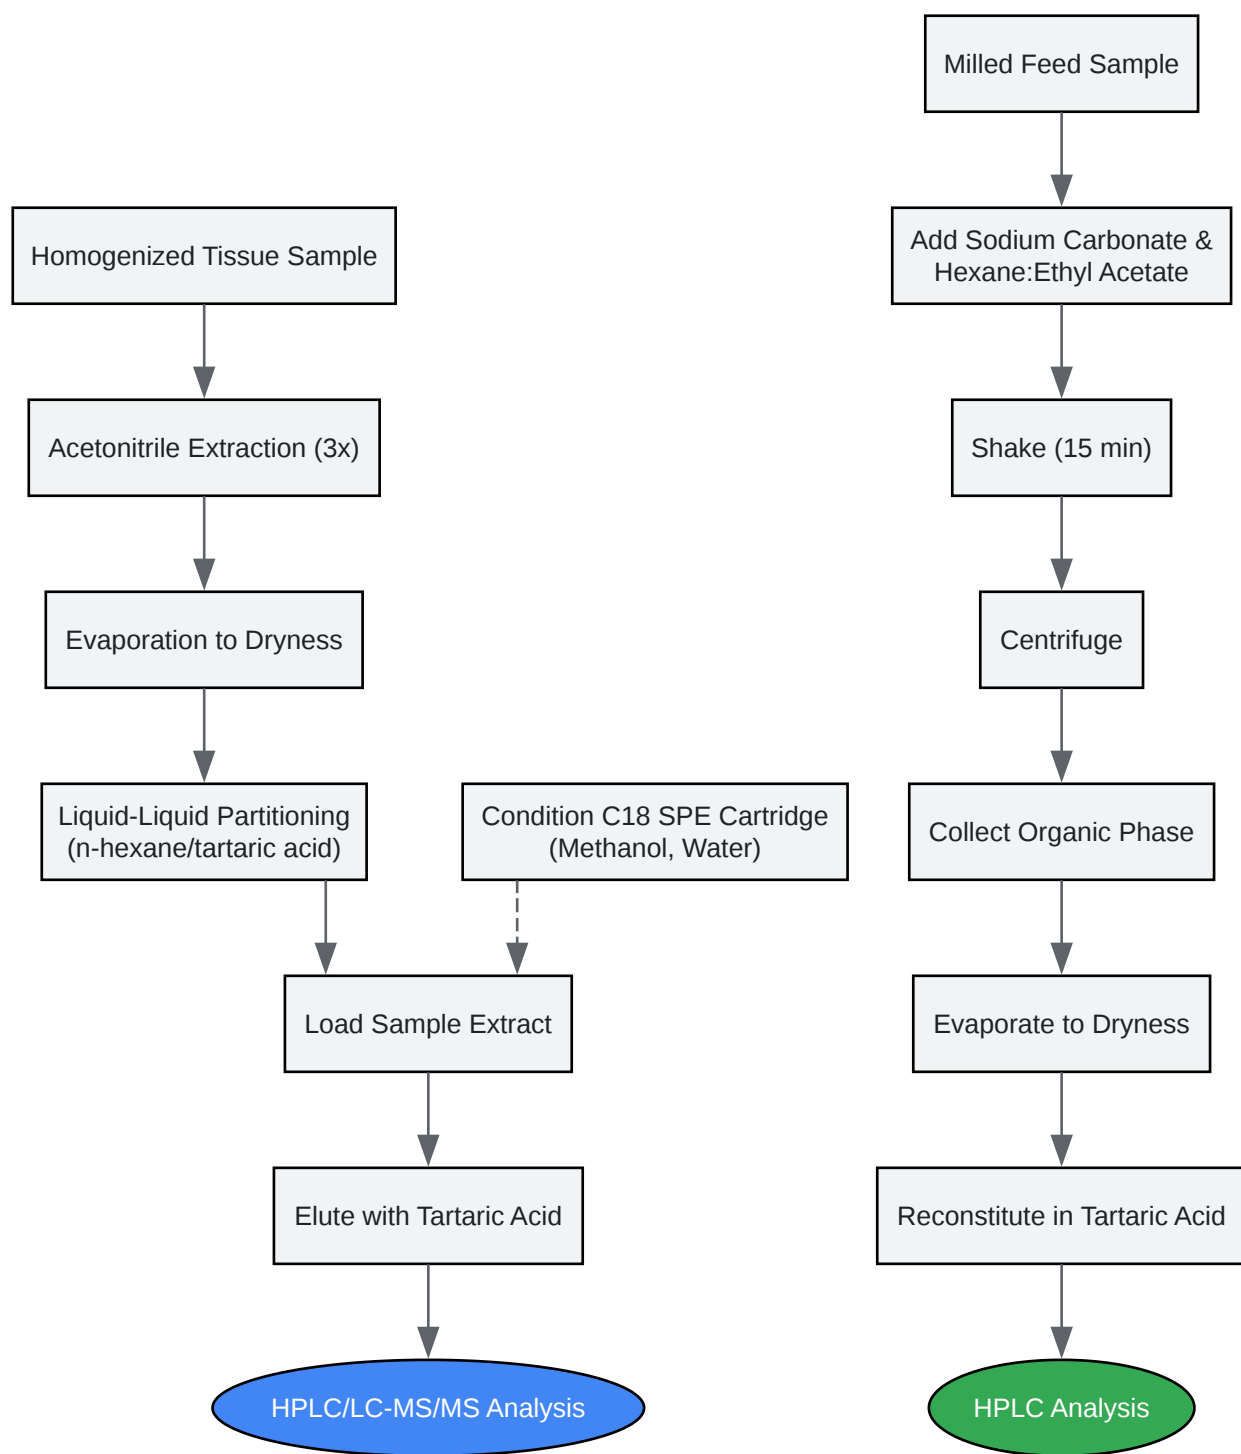 Homogenized Tissue Sample
Acetonitrile Extraction (3x)
Evaporation to Dryness
Liquid-Liquid Partitioning
(n-hexane/tartaric acid)
Condition C18 SPE Cartridge
(Methanol, Water)
Load Sample Extract
Elute with Tartaric Acid
HPLC/LC-MS/MS Analysis
Milled Feed Sample
Add Sodium Carbonate &
Hexane:Ethyl Acetate
Shake (15 min)
Centrifuge
Collect Organic Phase
Evaporate to Dryness
Reconstitute in Tartaric Acid
HPLC Analysis